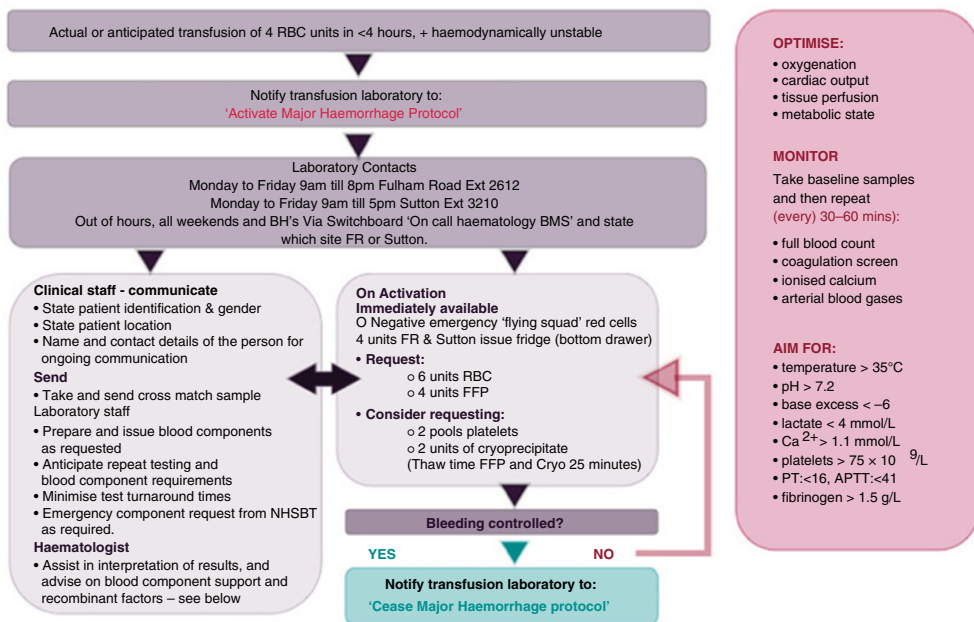 Actual or anticipated transfusion of 4 RBC units in <4 hours, + haemodynamically unstable
Notify transfusion laboratory to:
'Activate Major Haemorrhage Protocol'
Laboratory Contacts
Monday to Friday 9am till 8pm Fulham Road Ext 2612
Monday to Friday 9am till 5pm Sutton Ext 3210
Out of hours, all weekends and BH's Via Switchboard 'On call haematology BMS' and state
which site FR or Sutton.
Clinical staff - communicate
• State patient identification & gender
• State patient location
• Name and contact details of the person for
ongoing communication
Send
• Take and send cross match sample
Laboratory staff
• Prepare and issue blood components
as requested
• Anticipate repeat testing and
blood component requirements
• Minimise test turnaround times
• Emergency component request from NHSBT
as required.
Haematologist
• Assist in interpretation of results, and
advise on blood component support and
recombinant factors – see below
On Activation
Immediately available
O Negative emergency 'flying squad' red cells
4 units FR & Sutton issue fridge (bottom drawer)
• Request:
o 6 units RBC
o 4 units FFP
• Consider requesting:
o 2 pools platelets
o 2 units of cryoprecipitate
(Thaw time FFP and Cryo 25 minutes)
Bleeding controlled?
YES
NO
Notify transfusion laboratory to:
'Cease Major Haemorrhage protocol'
OPTIMISE:
• oxygenation
• cardiac output
• tissue perfusion
• metabolic state
MONITOR
Take baseline samples
and then repeat
(every) 30–60 mins):
• full blood count
• coagulation screen
• ionised calcium
• arterial blood gases
AIM FOR:
• temperature > 35°C
• pH > 7.2
• base excess < –6
• lactate < 4 mmol/L
• Ca 2+ > 1.1 mmol/L
• platelets > 75 × 10 9/L
• PT:<16, APTT:<41
• fibrinogen > 1.5 g/L